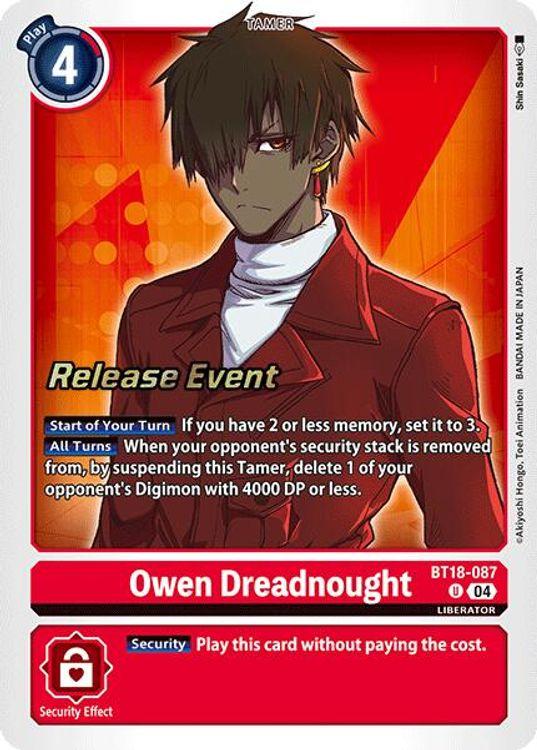 TAMER
Play
4
Shin Sasaki
Release Event
Start of Your Turn If you have 2 or less memory, set it to 3.
All Turns When your opponent's security stack is removed
from, by suspending this Tamer, delete 1 of your
opponent's Digimon with 4000 DP or less.
©Akiyoshi Hongo, Toei Animation BANDAI MADE IN JAPAN
Owen Dreadnought
BT18-087
U 04
LIBERATOR
Security Play this card without paying the cost.
Security Effect